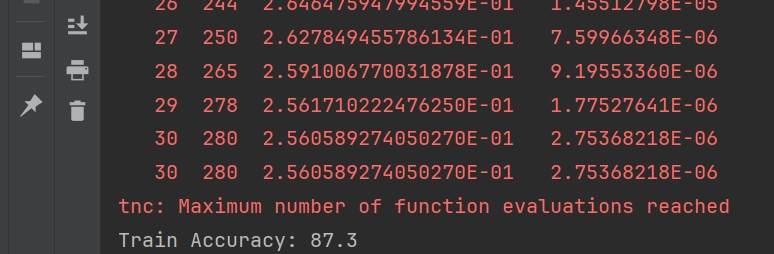 26 244 2.646475947994559E-01 1.45512798E-05
27 250 2.627849455786134E-01 7.59966348E-06
28 265 2.591006770031878E-01 9.19553360E-06
29 278 2.561710222476250E-01 1.77527641E-06
30 280 2.560589274050270E-01 2.75368218E-06
30 280 2.560589274050270E-01 2.75368218E-06
tnc: Maximum number of function evaluations reached
Train Accuracy: 87.3